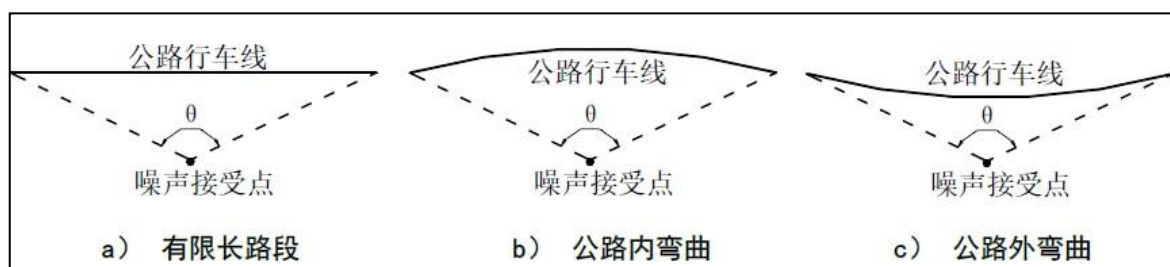 公路行车线
θ
噪声接受点
a） 有限长路段
公路行车线
θ
噪声接受点
b） 公路内弯曲
公路行车线
θ
噪声接受点
c） 公路外弯曲